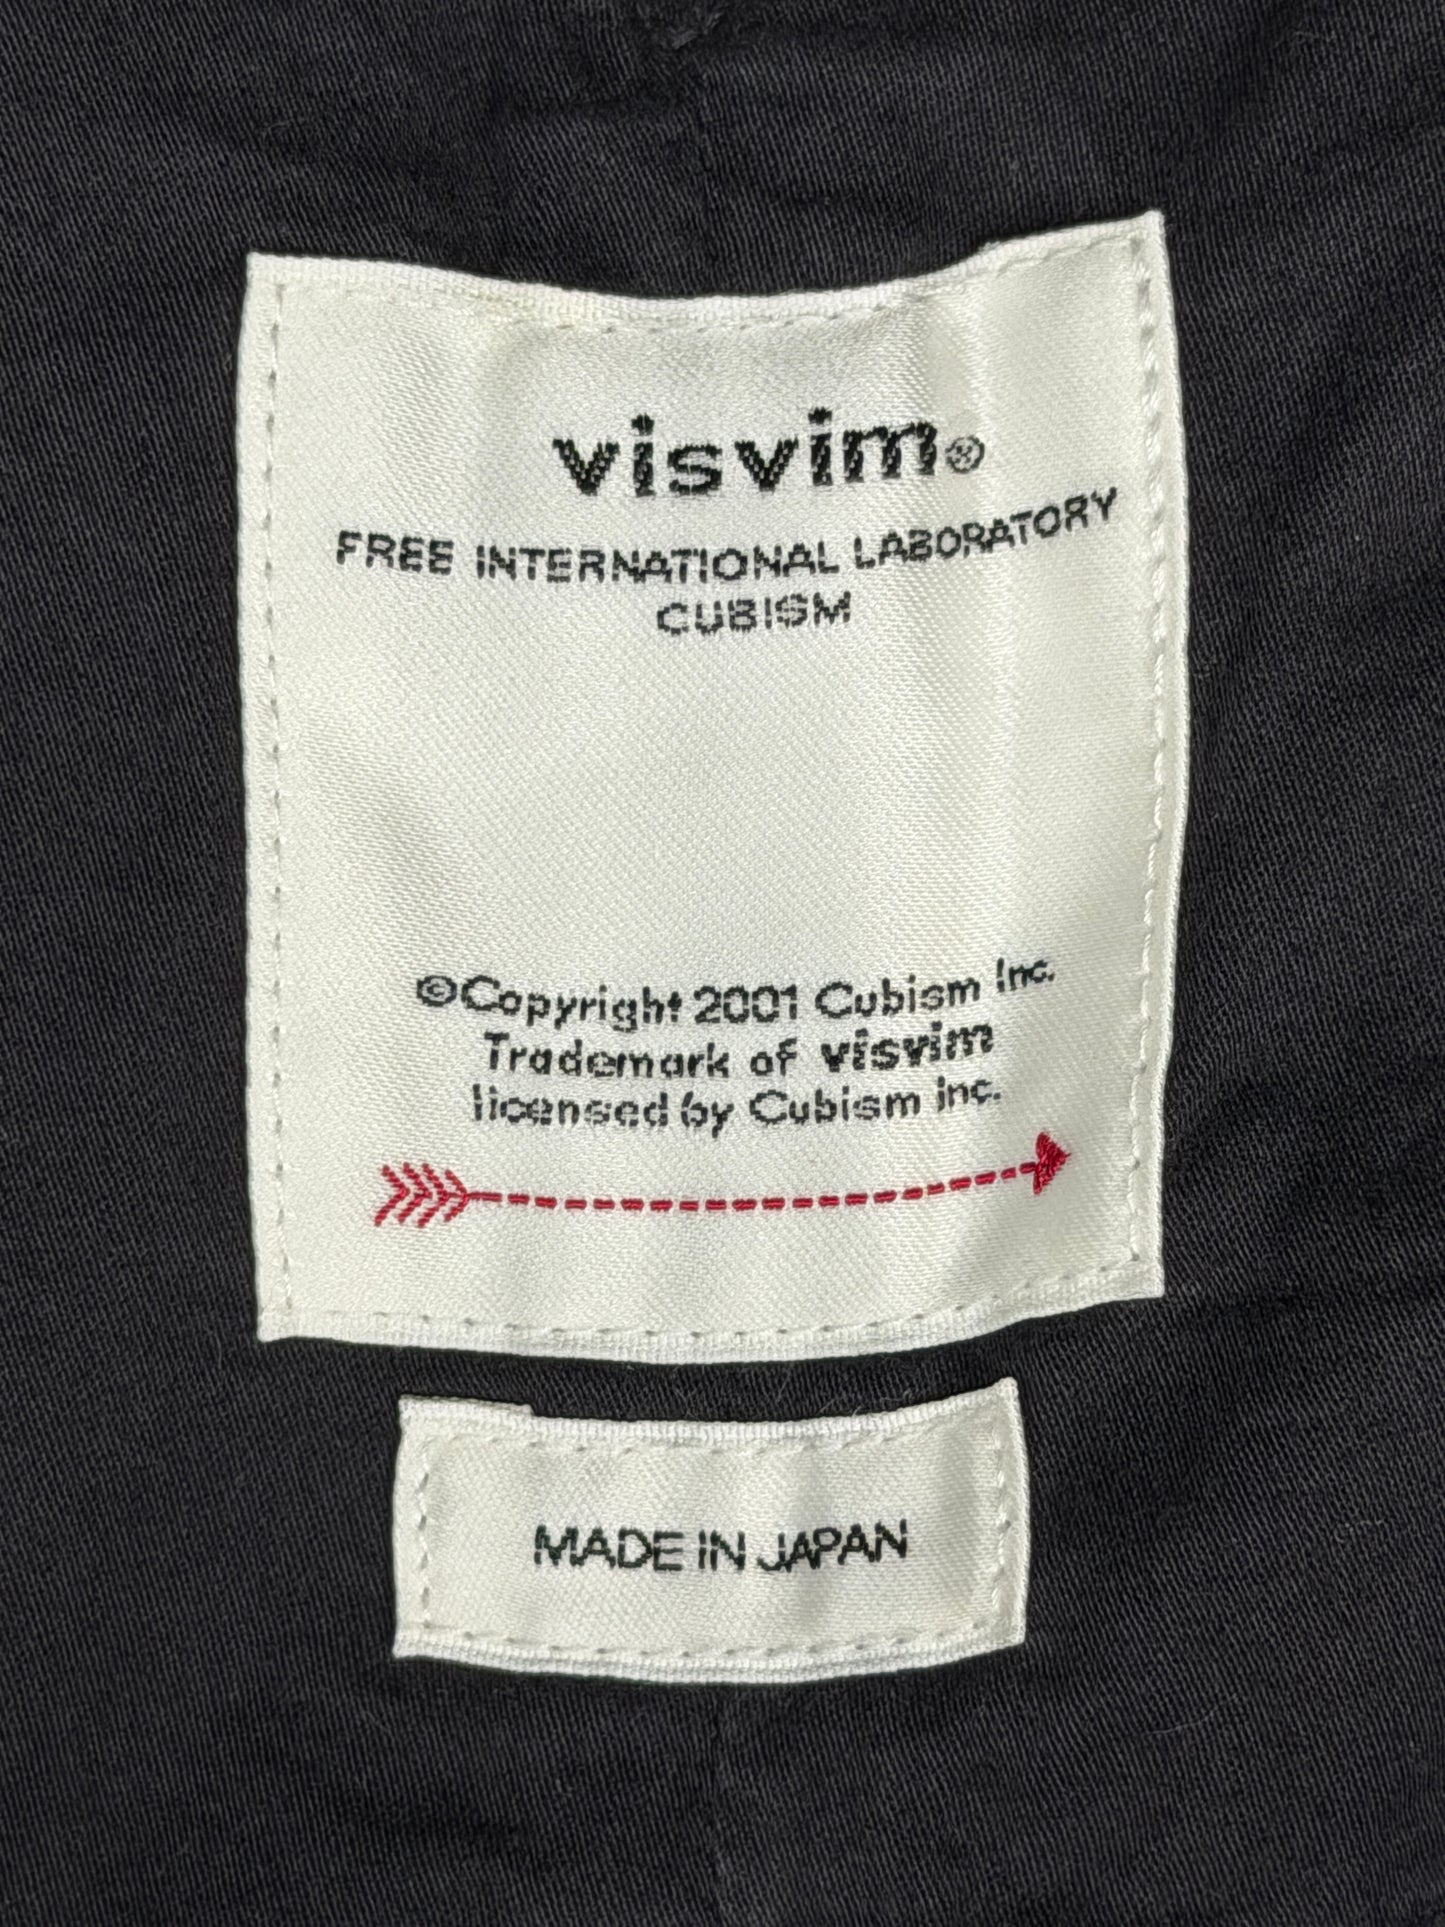 visvim®
FREE INTERNATIONAL LABORATORY
CUBISM
©Copyright 2001 Cubism Inc.
Trademark of visvim
licensed by Cubism inc.
MADE IN JAPAN